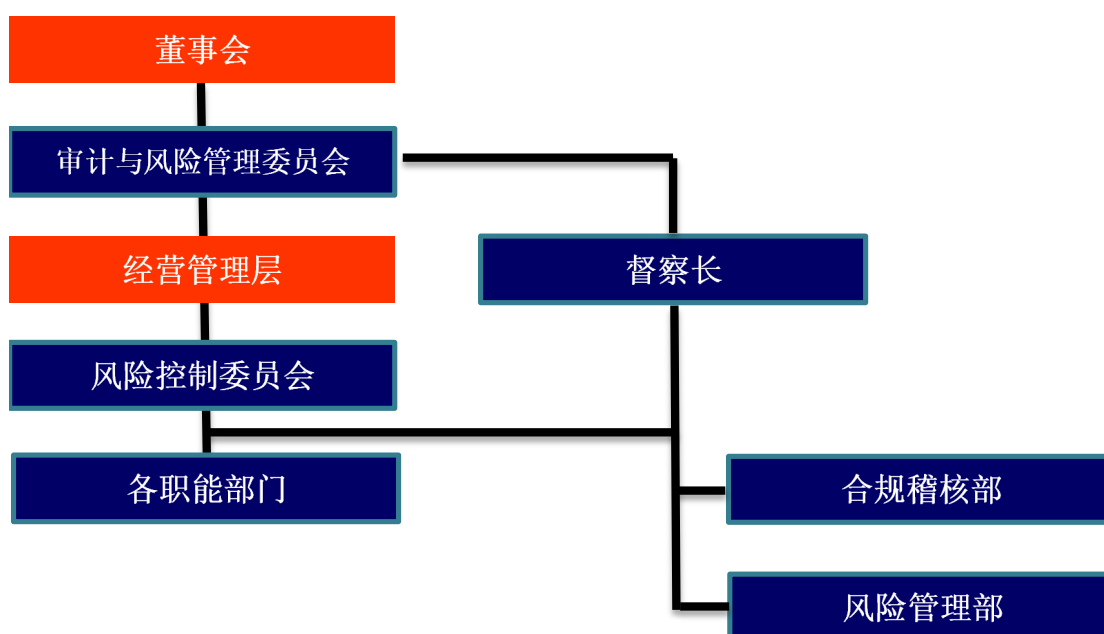 董事会
审计与风险管理委员会
经营管理层
督察长
风险控制委员会
各职能部门
合规稽核部
风险管理部